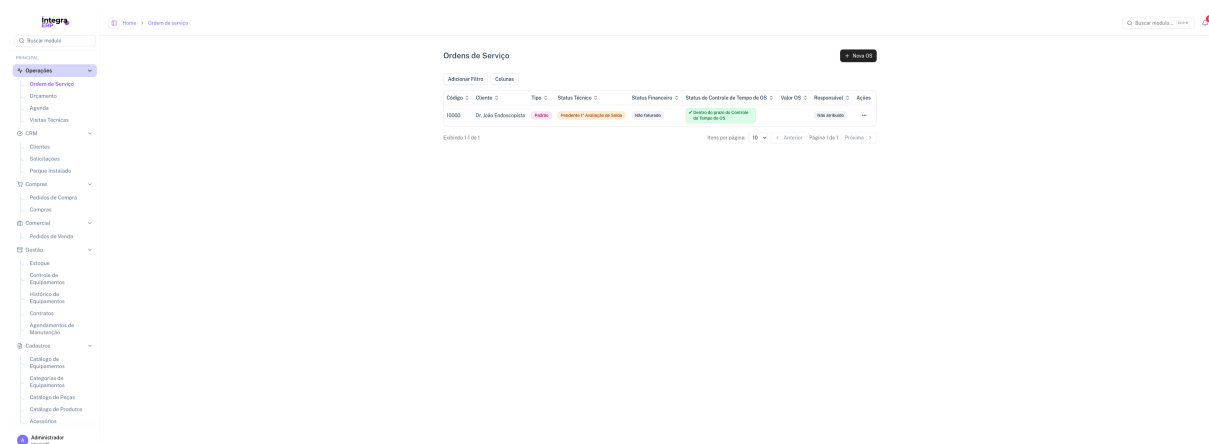 integra
ERP
Home > Ordem de serviço
Buscar modulo...
Ctrl+K
Buscar modulo
PRINCIPAL
Operações
Ordem de Serviço
Orçamento
Agenda
Visitas Técnicas
CRM
Clientes
Solicitações
Parque Instalado
Compras
Pedidos de Compra
Compras
Comercial
Pedidos de Venda
Gestão
Estoque
Controle de
Equipamentos
Histórico de
Equipamentos
Contratos
Agendamentos de
Manutenção
Cadastros
Catálogo de
Equipamentos
Categorias de
Equipamentos
Catálogo de Peças
Catálogo de Produtos
Acessórios
A Administrador
Ordens de Serviço
+ Nova OS
Adicionar Filtro Colunas
Código Cliente Tipo Status Técnico Status Financeiro Status de Controle de Tempo de OS Valor OS Responsável Ações
10000 Dr. João Endoscopista Padrão Pendente 1ª Avaliação de Saída Não faturado ✓ Dentro do prazo do Controle
de Tempo de OS Não atribuído ...
Exibindo 1-1 de 1 Itens por página: 10 < Anterior Página 1 de 1 Próximo >